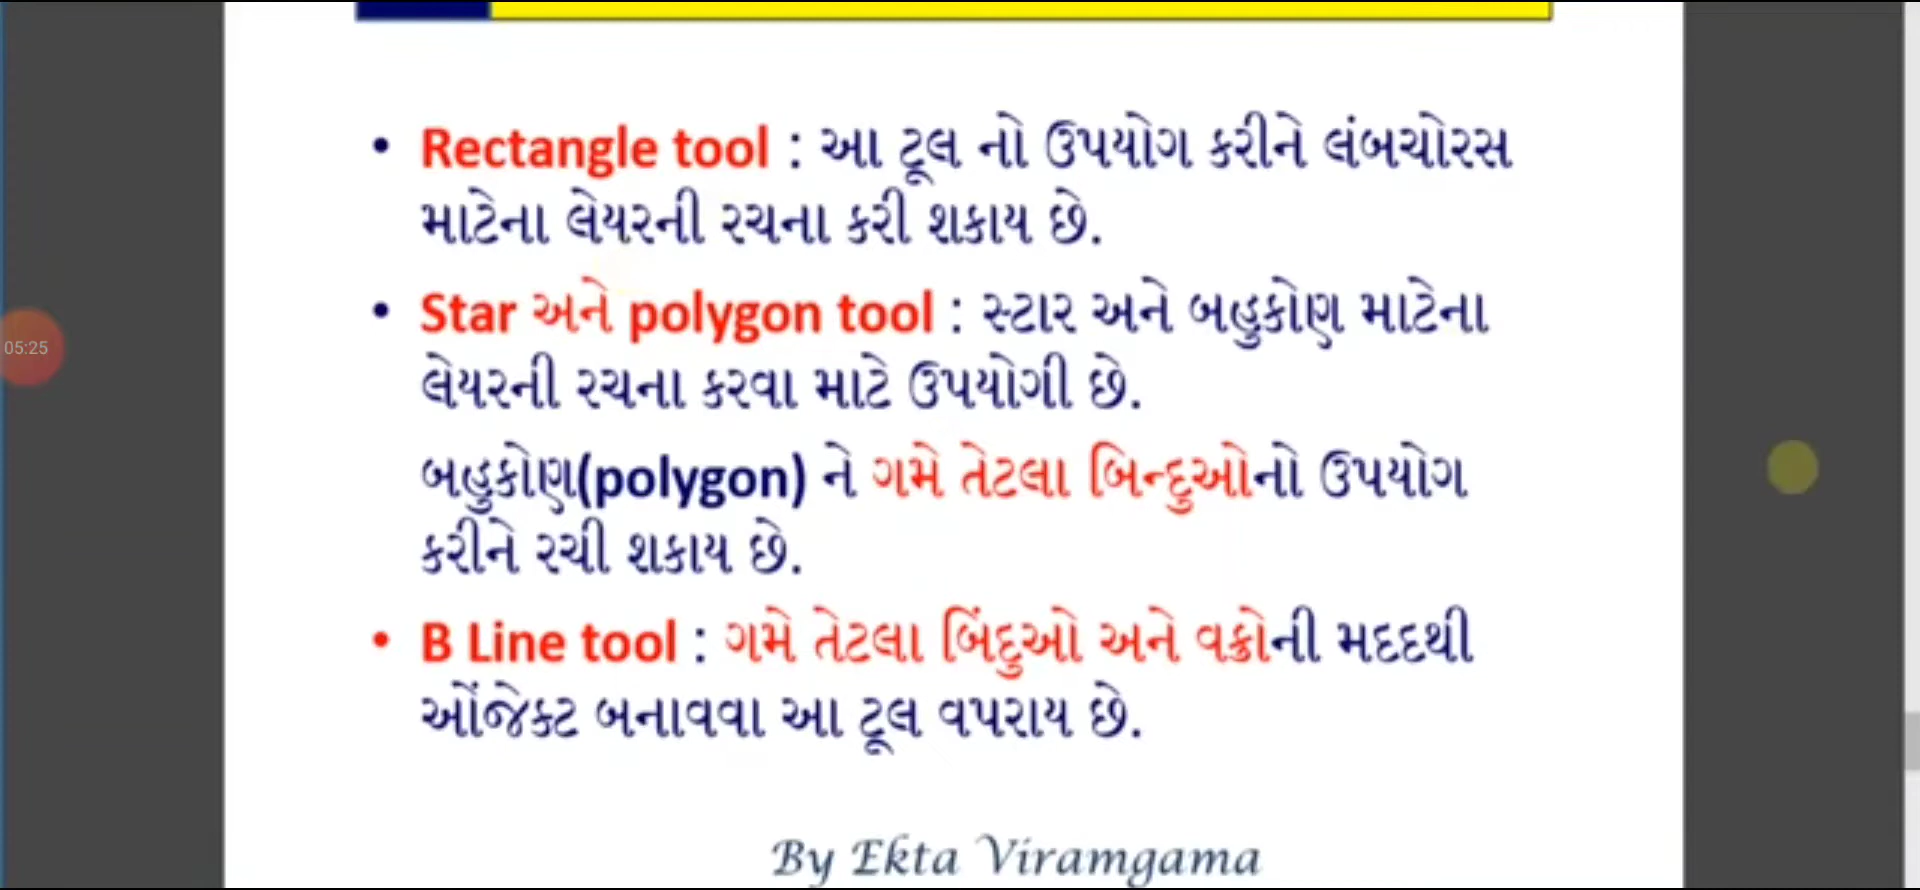 • Rectangle tool : આ ટૂલ નો ઉપયોગ કરીને લંબચોરસ
માટેના લેયરની રચના કરી શકાય છે.
• Star અને polygon tool : સ્ટાર અને બહુકોણ માટેના
લેયરની રચના કરવા માટે ઉપયોગી છે.
05:25
બહુકોણ(polygon) ને ગમે તેટલા બિન્દુઓનો ઉપયોગ
કરીને રચી શકાય છે.
• B Line tool : ગમે તેટલા બિંદુઓ અને વક્રોની મદદથી
ઓંજેક્ટ બનાવવા આ ટૂલ વપરાય છે.
By Ekta Viramgama